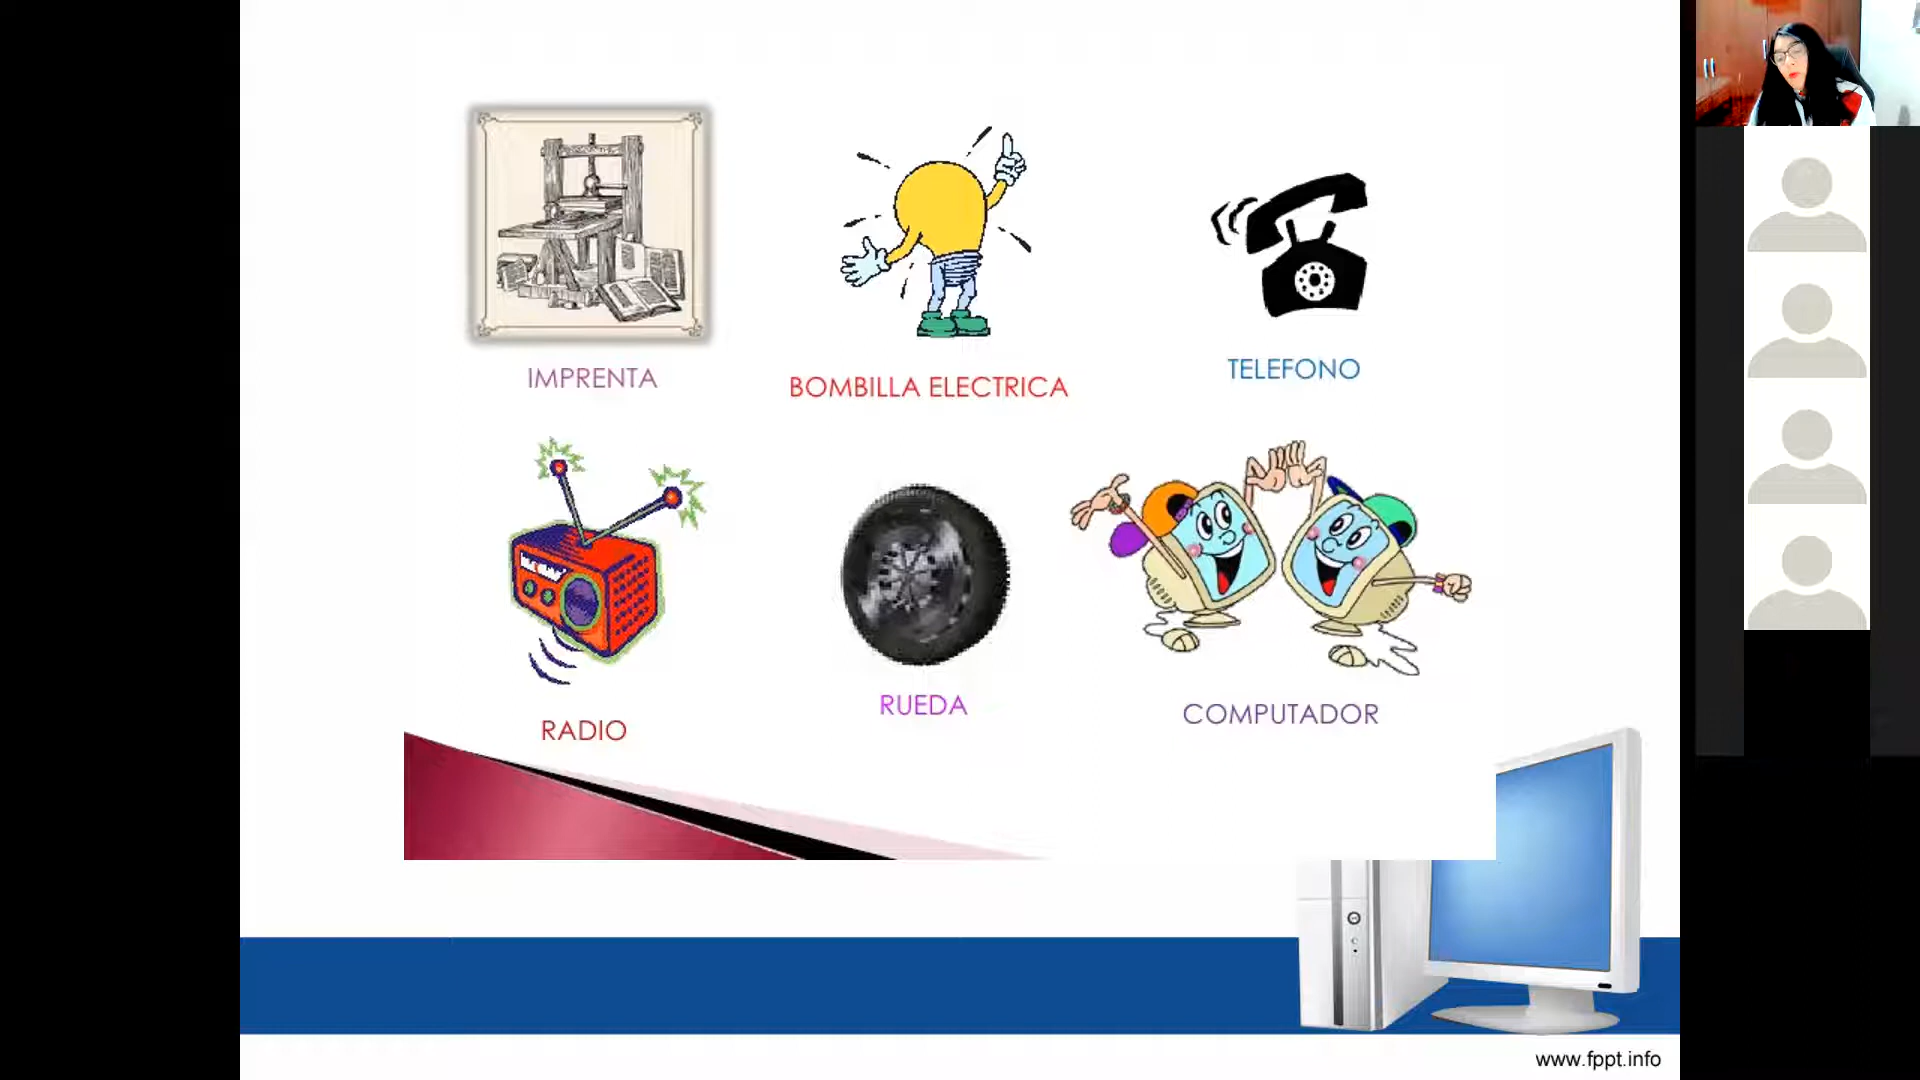 IMPRENTA
BOMBILLA ELECTRICA
TELEFONO
RADIO
RUEDA
COMPUTADOR
www.fppt.info